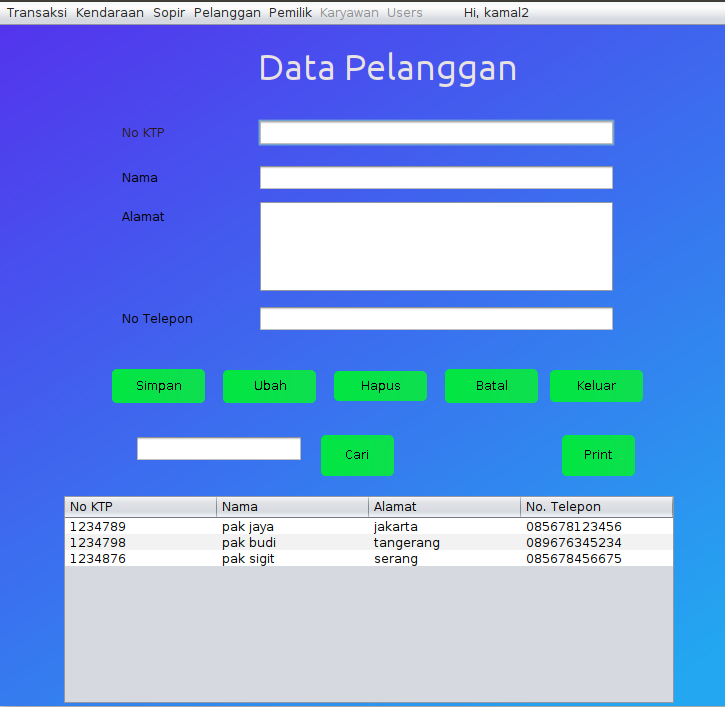 Transaksi Kendaraan Sopir Pelanggan Pemilik Karyawan Users Hi, kamal2
Data Pelanggan
No KTP
Nama
Alamat
No Telepon
Simpan Ubah Hapus Batal Keluar
Cari Print
No KTP Nama Alamat No. Telepon
1234789 pak jaya jakarta 085678123456
1234798 pak budi tangerang 089676345234
1234876 pak sigit serang 085678456675